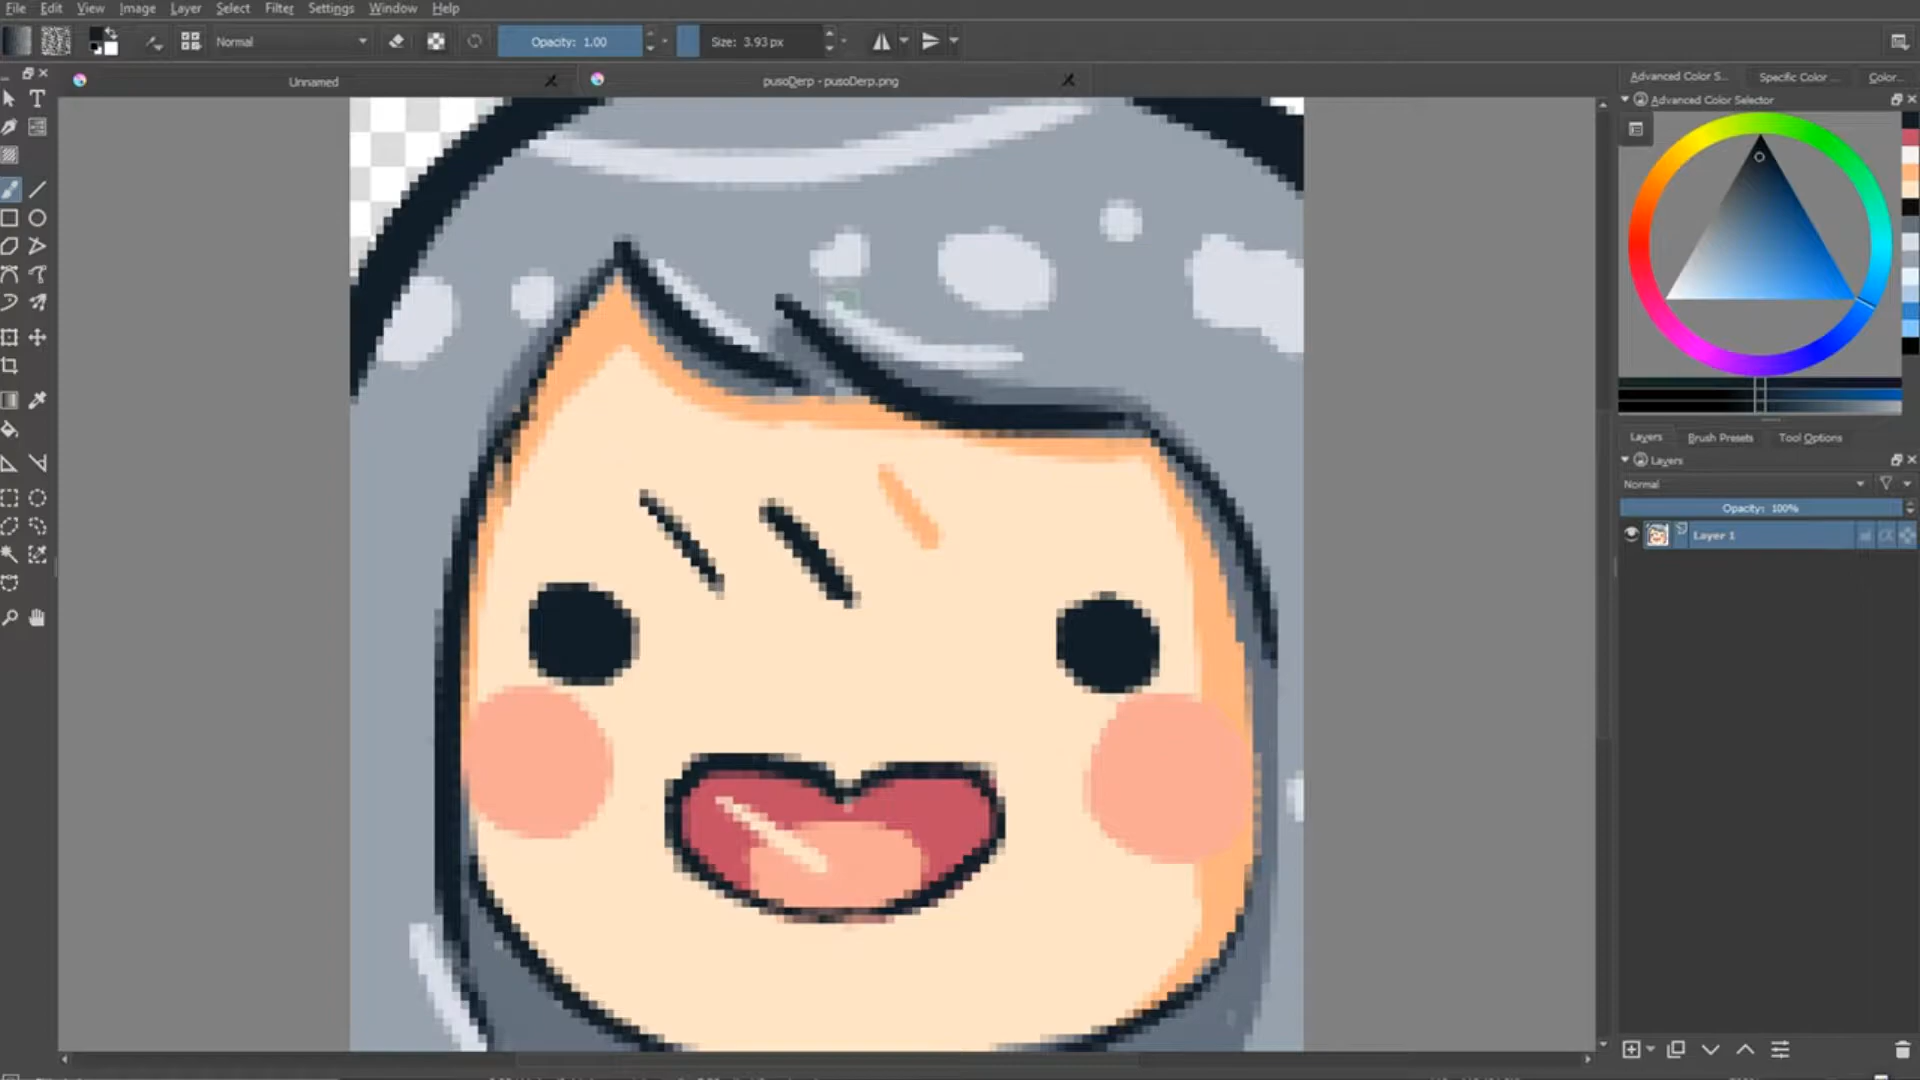 File Edit View Image Layer Select Filter Settings Window Help
Normal Opacity: 1.00 Size: 3.93 px
Unnamed pusoDerp - pusoDerp.png
Advanced Color S... Specific Color ... Color...
Advanced Color Selector
Layers Brush Presets Tool Options
Layers
Normal
Opacity: 100%
Layer 1